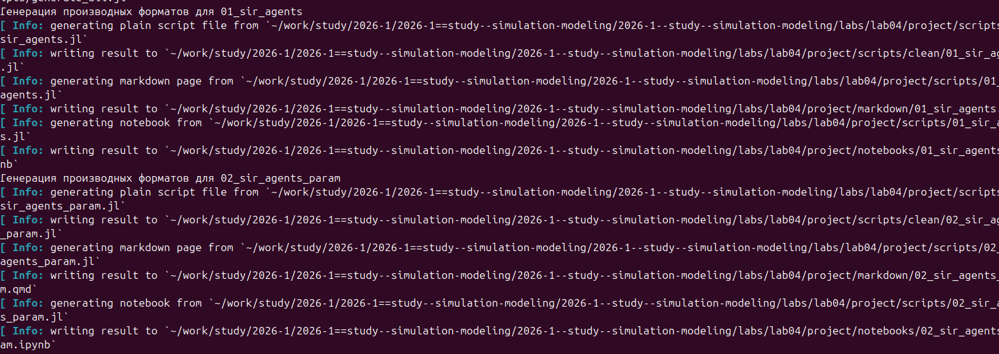 ipts/generate_all.jl
Генерация производных форматов для 01_sir_agents
[ Info: generating plain script file from `~/work/study/2026-1/2026-1==study--simulation-modeling/2026-1--study--simulation-modeling/labs/lab04/project/scripts
sir_agents.jl`
[ Info: writing result to `~/work/study/2026-1/2026-1==study--simulation-modeling/2026-1--study--simulation-modeling/labs/lab04/project/scripts/clean/01_sir_ag
.jl`
[ Info: generating markdown page from `~/work/study/2026-1/2026-1==study--simulation-modeling/2026-1--study--simulation-modeling/labs/lab04/project/scripts/01_
agents.jl`
[ Info: writing result to `~/work/study/2026-1/2026-1==study--simulation-modeling/2026-1--study--simulation-modeling/labs/lab04/project/markdown/01_sir_agents.
[ Info: generating notebook from `~/work/study/2026-1/2026-1==study--simulation-modeling/2026-1--study--simulation-modeling/labs/lab04/project/scripts/01_sir_a
s.jl`
[ Info: writing result to `~/work/study/2026-1/2026-1==study--simulation-modeling/2026-1--study--simulation-modeling/labs/lab04/project/notebooks/01_sir_agents
nb`
Генерация производных форматов для 02_sir_agents_param
[ Info: generating plain script file from `~/work/study/2026-1/2026-1==study--simulation-modeling/2026-1--study--simulation-modeling/labs/lab04/project/scripts
sir_agents_param.jl`
[ Info: writing result to `~/work/study/2026-1/2026-1==study--simulation-modeling/2026-1--study--simulation-modeling/labs/lab04/project/scripts/clean/02_sir_ag
_param.jl`
[ Info: generating markdown page from `~/work/study/2026-1/2026-1==study--simulation-modeling/2026-1--study--simulation-modeling/labs/lab04/project/scripts/02_
agents_param.jl`
[ Info: writing result to `~/work/study/2026-1/2026-1==study--simulation-modeling/2026-1--study--simulation-modeling/labs/lab04/project/markdown/02_sir_agents_
m.qmd`
[ Info: generating notebook from `~/work/study/2026-1/2026-1==study--simulation-modeling/2026-1--study--simulation-modeling/labs/lab04/project/scripts/02_sir_a
s_param.jl`
[ Info: writing result to `~/work/study/2026-1/2026-1==study--simulation-modeling/2026-1--study--simulation-modeling/labs/lab04/project/notebooks/02_sir_agents
am.ipynb`